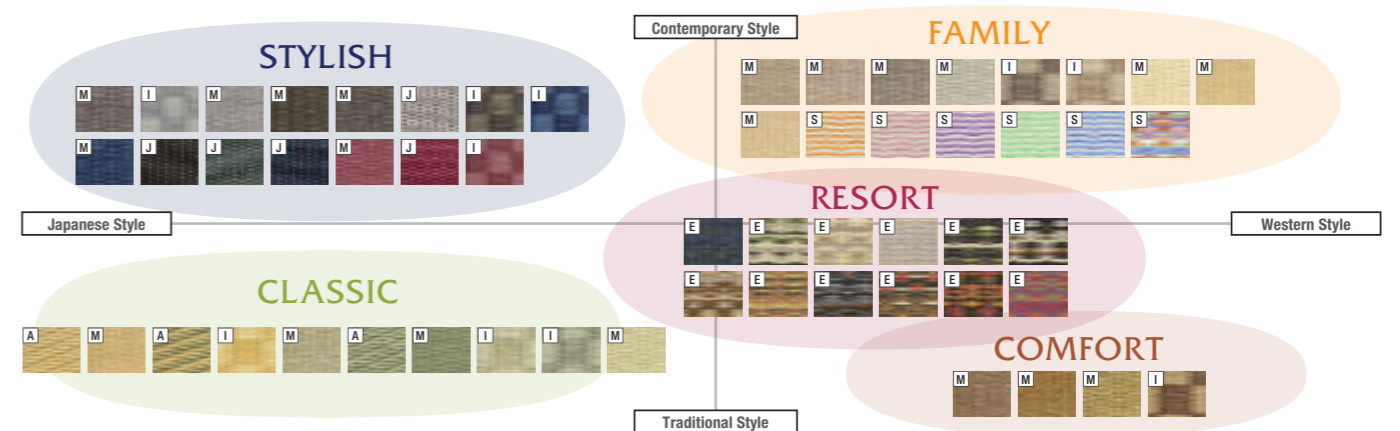 Contemporary Style
STYLISH
FAMILY
M I M M M J I I
M M M M I I M M
M J J J M J I
M S S S S S S
RESORT
Japanese Style
Western Style
E E E E E E
E E E E E E
CLASSIC
A M A I M A M I I M
COMFORT
M M M I
Traditional Style